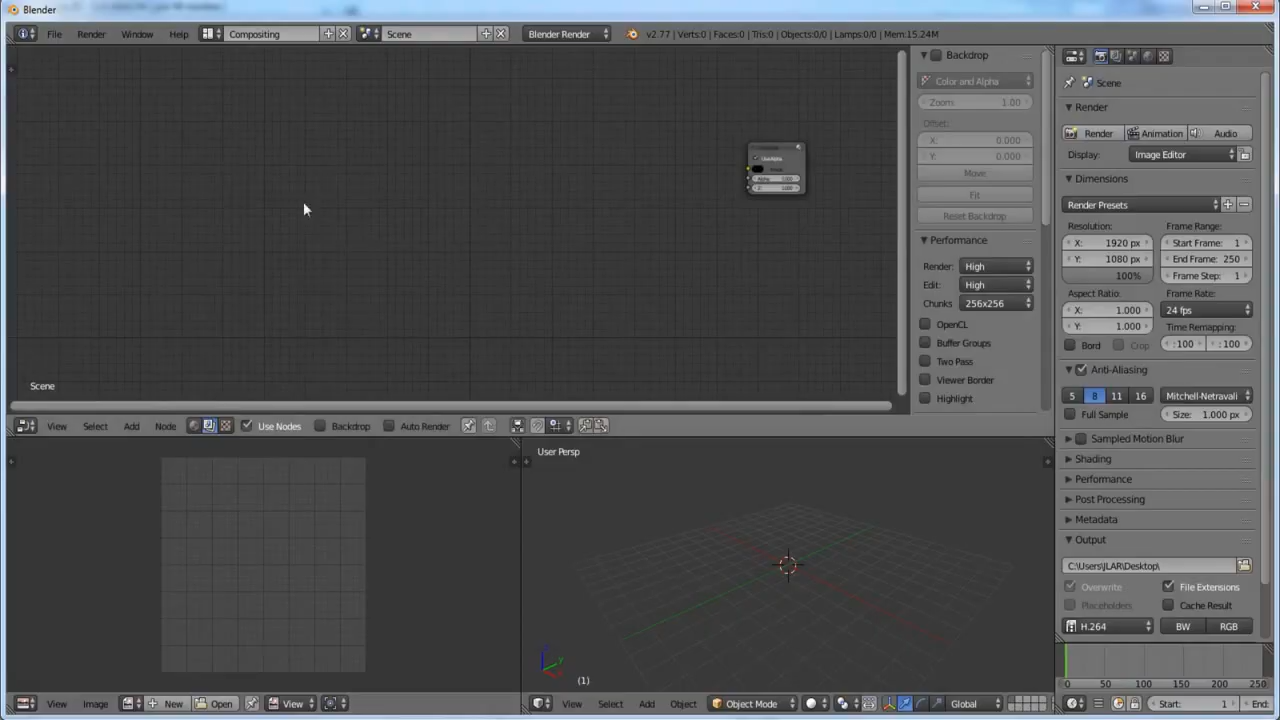 Blender
File Render Window Help Compositing Scene Blender Render v2.77 | Verts:0 | Faces:0 | Tris:0 | Objects:0/0 | Lamps:0/0 | Mem:15.24M
Backdrop
Color and Alpha
Zoom: 1.00
Offset:
X: 0.000
Y: 0.000
Move
Fit
Reset Backdrop
Performance
Render: High
Edit: High
Chunks 256x256
OpenCL
Buffer Groups
Two Pass
Viewer Border
Highlight
Use Alpha
Alpha: 1.000
Z: 1.000
Scene
View Select Add Node Use Nodes Backdrop Auto Render
Scene
Render
Render Animation Audio
Display: Image Editor
Dimensions
Render Presets
Resolution: Frame Range:
X: 1920 px Start Frame: 1
Y: 1080 px End Frame: 250
100% Frame Step: 1
Aspect Ratio: Frame Rate:
X: 1.000 24 fps
Y: 1.000 Time Remapping:
Bord Crop :100 :100
Anti-Aliasing
5 8 11 16 Mitchell-Netravali
Full Sample Size: 1.000 px
Sampled Motion Blur
Shading
Performance
Post Processing
Metadata
Output
C:\Users\JLAR\Desktop\
Overwrite File Extensions
Placeholders Cache Result
H.264 BW RGB
User Persp
(1)
View Image New Open View
View Select Add Object Object Mode Global
0 50 100 150 200 250
Start: 1 End: